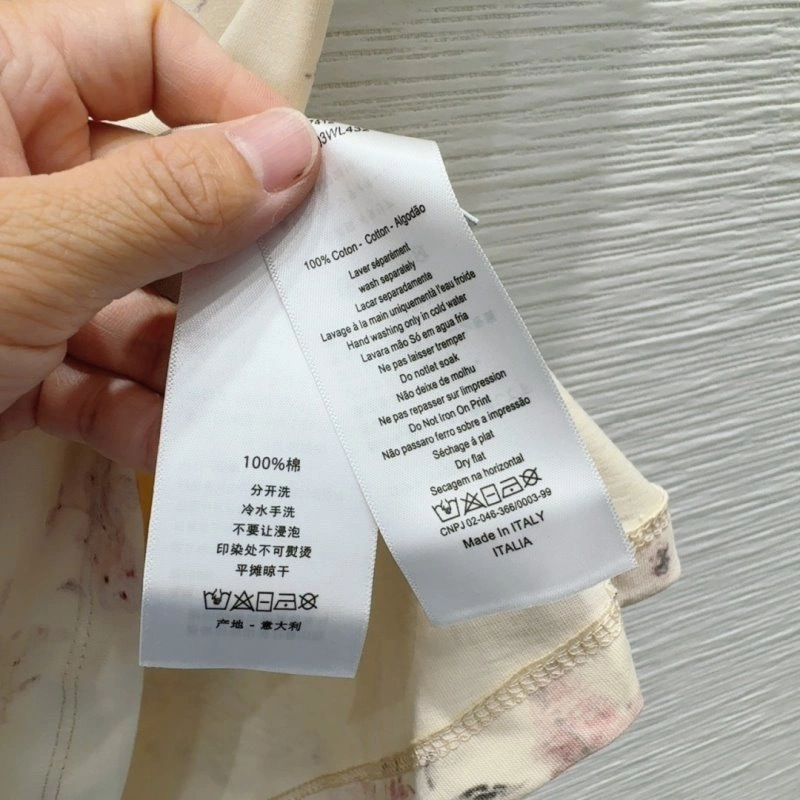 100% Coton - Cotton - Algodão
Laver séparément
wash separately
Lacar separadamente
Lavage à la main uniquementà l'eau froide
Hand washing only in cold water
Lavara mão Só em agua fria
Ne pas laisser tremper
Do notlet soak
Não deixe de molhu
Ne pas repasser sur limpression
Do Not Iron On Print
Não passaro ferro sobre a impressão
Séchage á plat
Dry flat
Secagem na horizontal
CNPJ 02-046-366/0003-99
Made In ITALY
ITALIA
100%棉
分开洗
冷水手洗
不要让浸泡
印染处不可熨烫
平摊晾干
产地 - 意大利